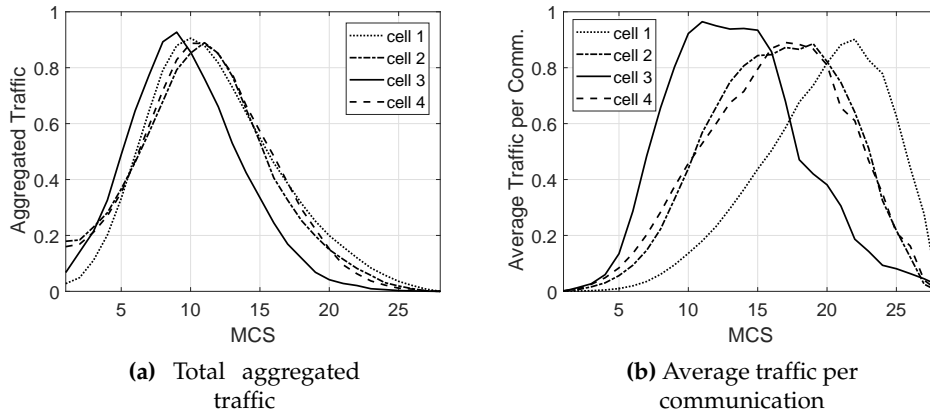 1
0.8
0.6
0.4
0.2
0
Aggregated Traffic
5 10 15 20 25
MCS
cell 1
cell 2
cell 3
cell 4
(a) Total aggregated
traffic
1
0.8
0.6
0.4
0.2
0
Average Traffic per Comm.
5 10 15 20 25
MCS
cell 1
cell 2
cell 3
cell 4
(b) Average traffic per
communication